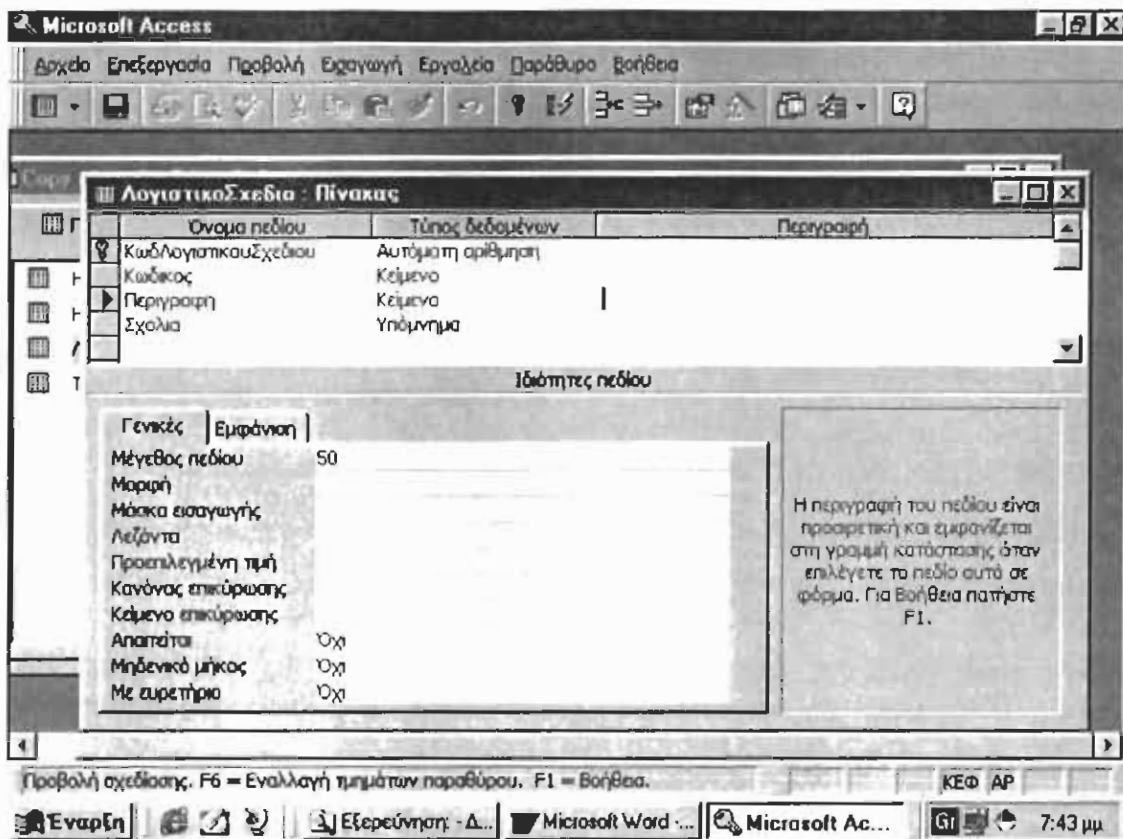 Microsoft Access
Αρχείο Επεξεργασία Προβολή Εισαγωγή Εργαλεία Παράθυρο Βοήθεια
Copy
ΛογιστικοΣχεδια : Πίνακας
Όνομα πεδίου Τύπος δεδομένων Περιγραφή
ΚωδΛογιστικουΣχεδιου Αυτόματη αρίθμηση
Κωδικος Κείμενο
Περιγραφη Κείμενο
Σχολια Υπόμνημα
Ιδιότητες πεδίου
Γενικές Εμφάνιση
Μέγεθος πεδίου 50
Μορφή
Μάσκα εισαγωγής
Λεζάντα
Προεπιλεγμένη τιμή
Κανόνας επικύρωσης
Κείμενο επικύρωσης
Απαιτείται Όχι
Μηδενικό μήκος Όχι
Με ευρετήριο Όχι
Η περιγραφή του πεδίου είναι
προαιρετική και εμφανίζεται
στη γραμμή κατάστασης όταν
επιλέγετε το πεδίο αυτό σε
φόρμα. Για Βοήθεια πατήστε
F1.
Προβολή σχεδίασης. F6 = Εναλλαγή τμημάτων παραθύρου. F1 = Βοήθεια. ΚΕΦ ΑΡ
Έναρξη Εξερεύνηση - Δ... Microsoft Word -... Microsoft Ac... Gr 7:43 μμ